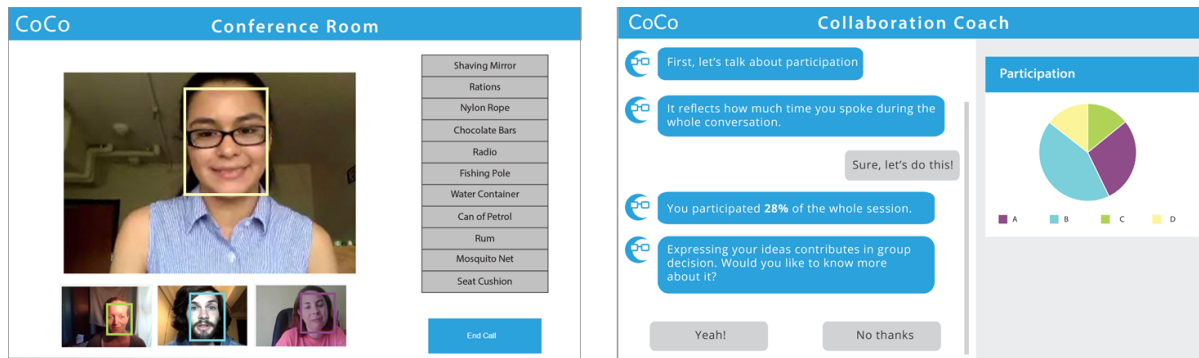 CoCo
Conference Room
Shaving Mirror
Rations
Nylon Rope
Chocolate Bars
Radio
Fishing Pole
Water Container
Can of Petrol
Rum
Mosquito Net
Seat Cushion
End Call
CoCo
Collaboration Coach
First, let's talk about participation
It reflects how much time you spoke during the
whole conversation.
Sure, let's do this!
You participated 28% of the whole session.
Expressing your ideas contributes in group
decision. Would you like to know more
about it?
Yeah!
No thanks
Participation
A
B
C
D